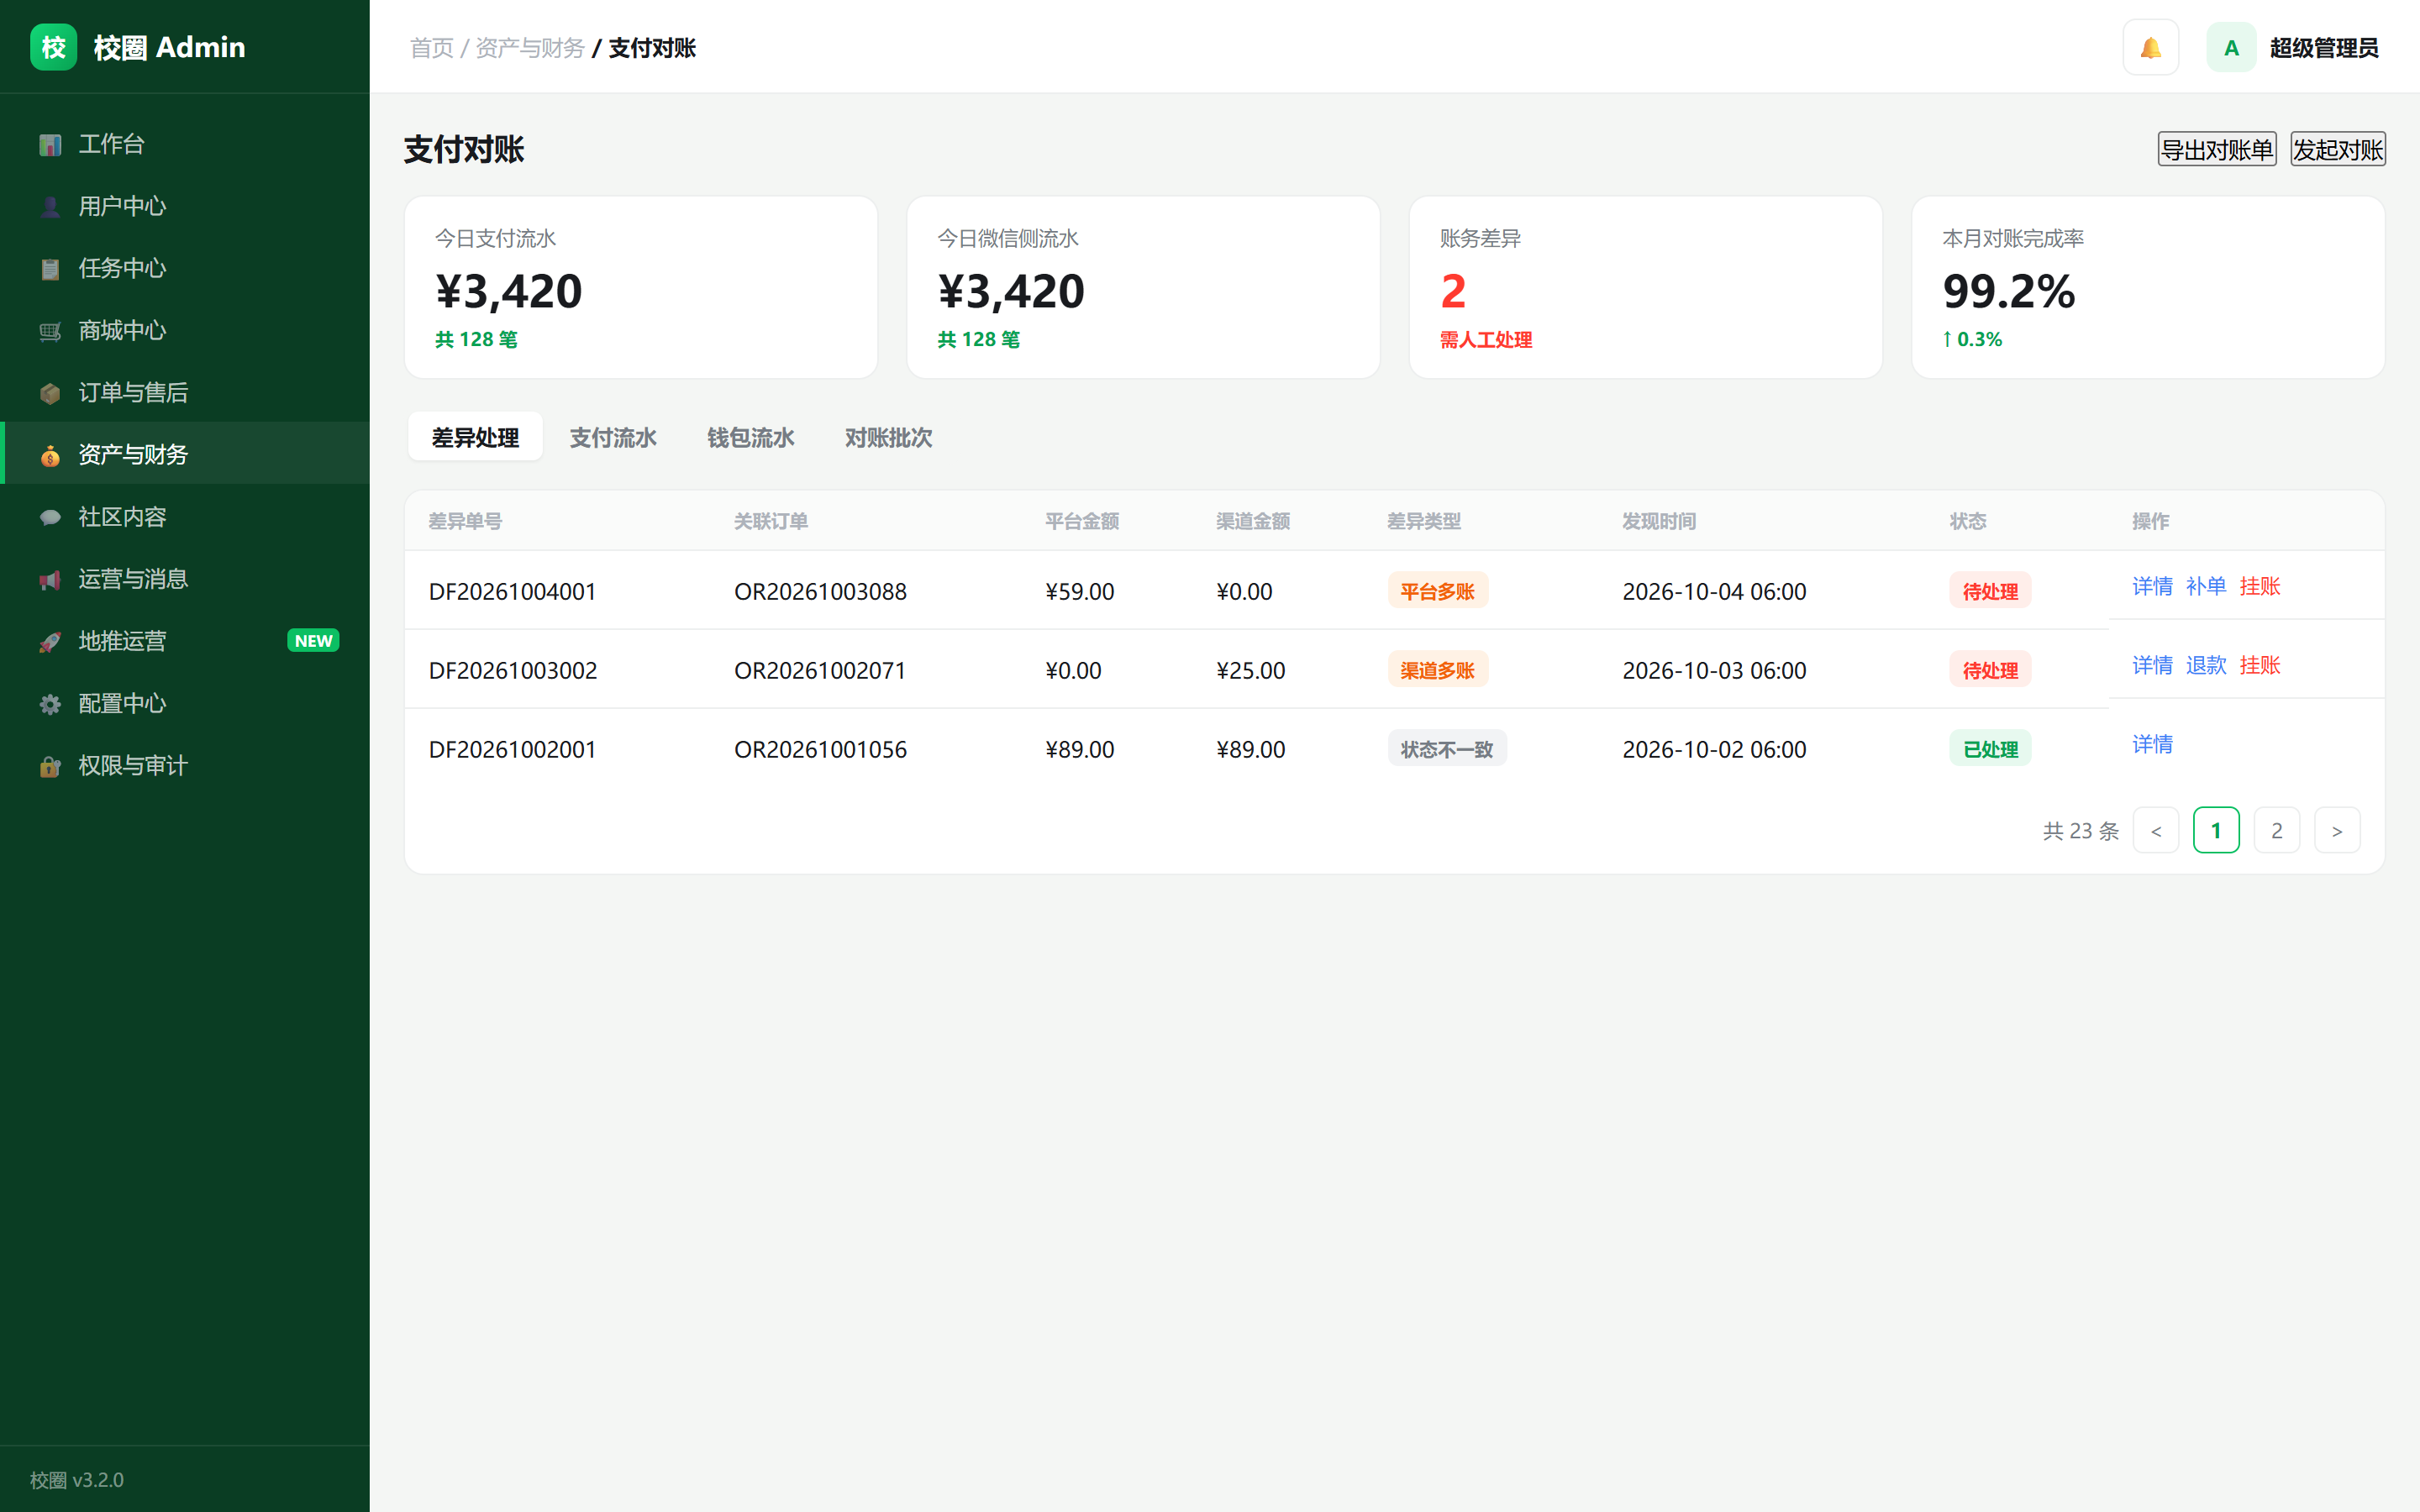 校 校圈 Admin
首页 / 资产与财务 / 支付对账
A 超级管理员
工作台
用户中心
任务中心
商城中心
订单与售后
资产与财务
社区内容
运营与消息
地推运营 NEW
配置中心
权限与审计
校圈 v3.2.0
支付对账
导出对账单 发起对账
今日支付流水
¥3,420
共 128 笔
今日微信侧流水
¥3,420
共 128 笔
账务差异
2
需人工处理
本月对账完成率
99.2%
↑ 0.3%
差异处理 支付流水 钱包流水 对账批次
差异单号 关联订单 平台金额 渠道金额 差异类型 发现时间 状态 操作
DF20261004001 OR20261003088 ¥59.00 ¥0.00 平台多账 2026-10-04 06:00 待处理 详情 补单 挂账
DF20261003002 OR20261002071 ¥0.00 ¥25.00 渠道多账 2026-10-03 06:00 待处理 详情 退款 挂账
DF20261002001 OR20261001056 ¥89.00 ¥89.00 状态不一致 2026-10-02 06:00 已处理 详情
共 23 条 < 1 2 >